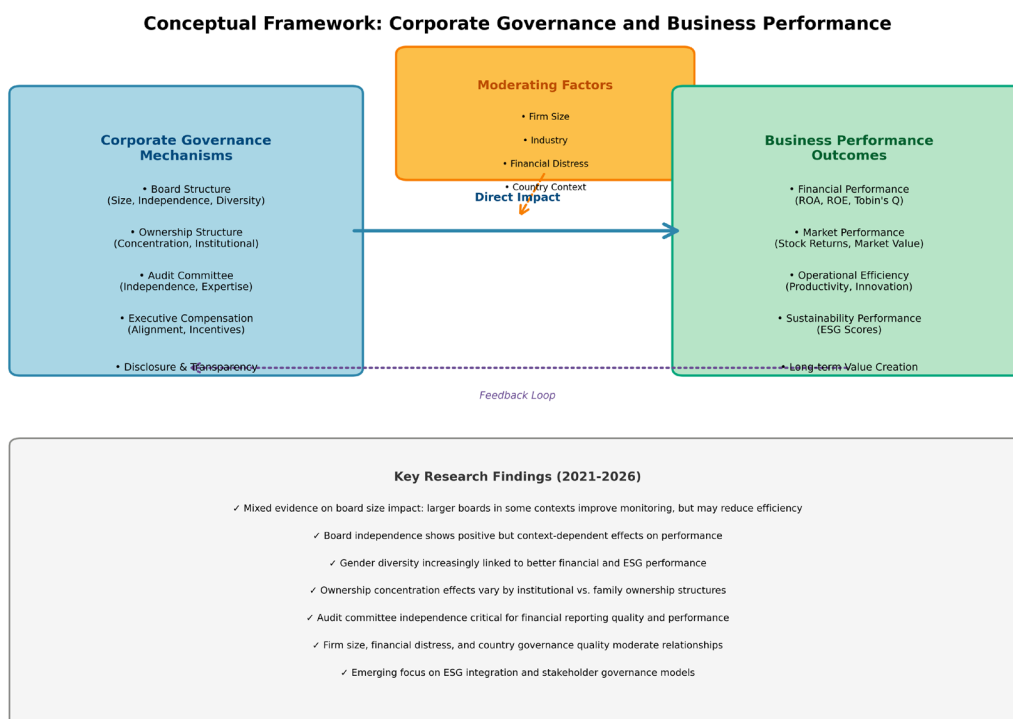 Conceptual Framework: Corporate Governance and Business Performance
Moderating Factors
• Firm Size
• Industry
• Financial Distress
• Country Context
Corporate Governance
Mechanisms
• Board Structure
(Size, Independence, Diversity)
• Ownership Structure
(Concentration, Institutional)
• Audit Committee
(Independence, Expertise)
• Executive Compensation
(Alignment, Incentives)
• Disclosure & Transparency
Direct Impact
Business Performance
Outcomes
• Financial Performance
(ROA, ROE, Tobin's Q)
• Market Performance
(Stock Returns, Market Value)
• Operational Efficiency
(Productivity, Innovation)
• Sustainability Performance
(ESG Scores)
• Long-term Value Creation
Feedback Loop
Key Research Findings (2021-2026)
✓ Mixed evidence on board size impact: larger boards in some contexts improve monitoring, but may reduce efficiency
✓ Board independence shows positive but context-dependent effects on performance
✓ Gender diversity increasingly linked to better financial and ESG performance
✓ Ownership concentration effects vary by institutional vs. family ownership structures
✓ Audit committee independence critical for financial reporting quality and performance
✓ Firm size, financial distress, and country governance quality moderate relationships
✓ Emerging focus on ESG integration and stakeholder governance models